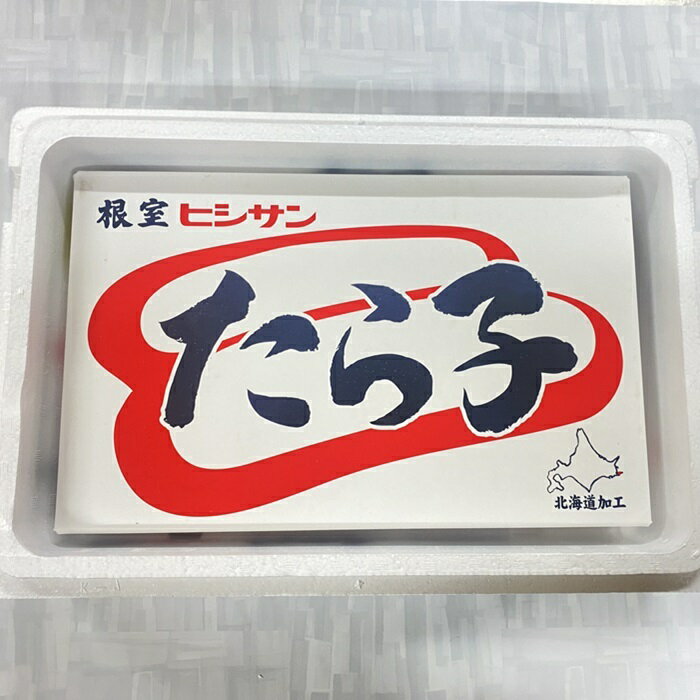 根室 ヒシサン
たら子
北海道加工